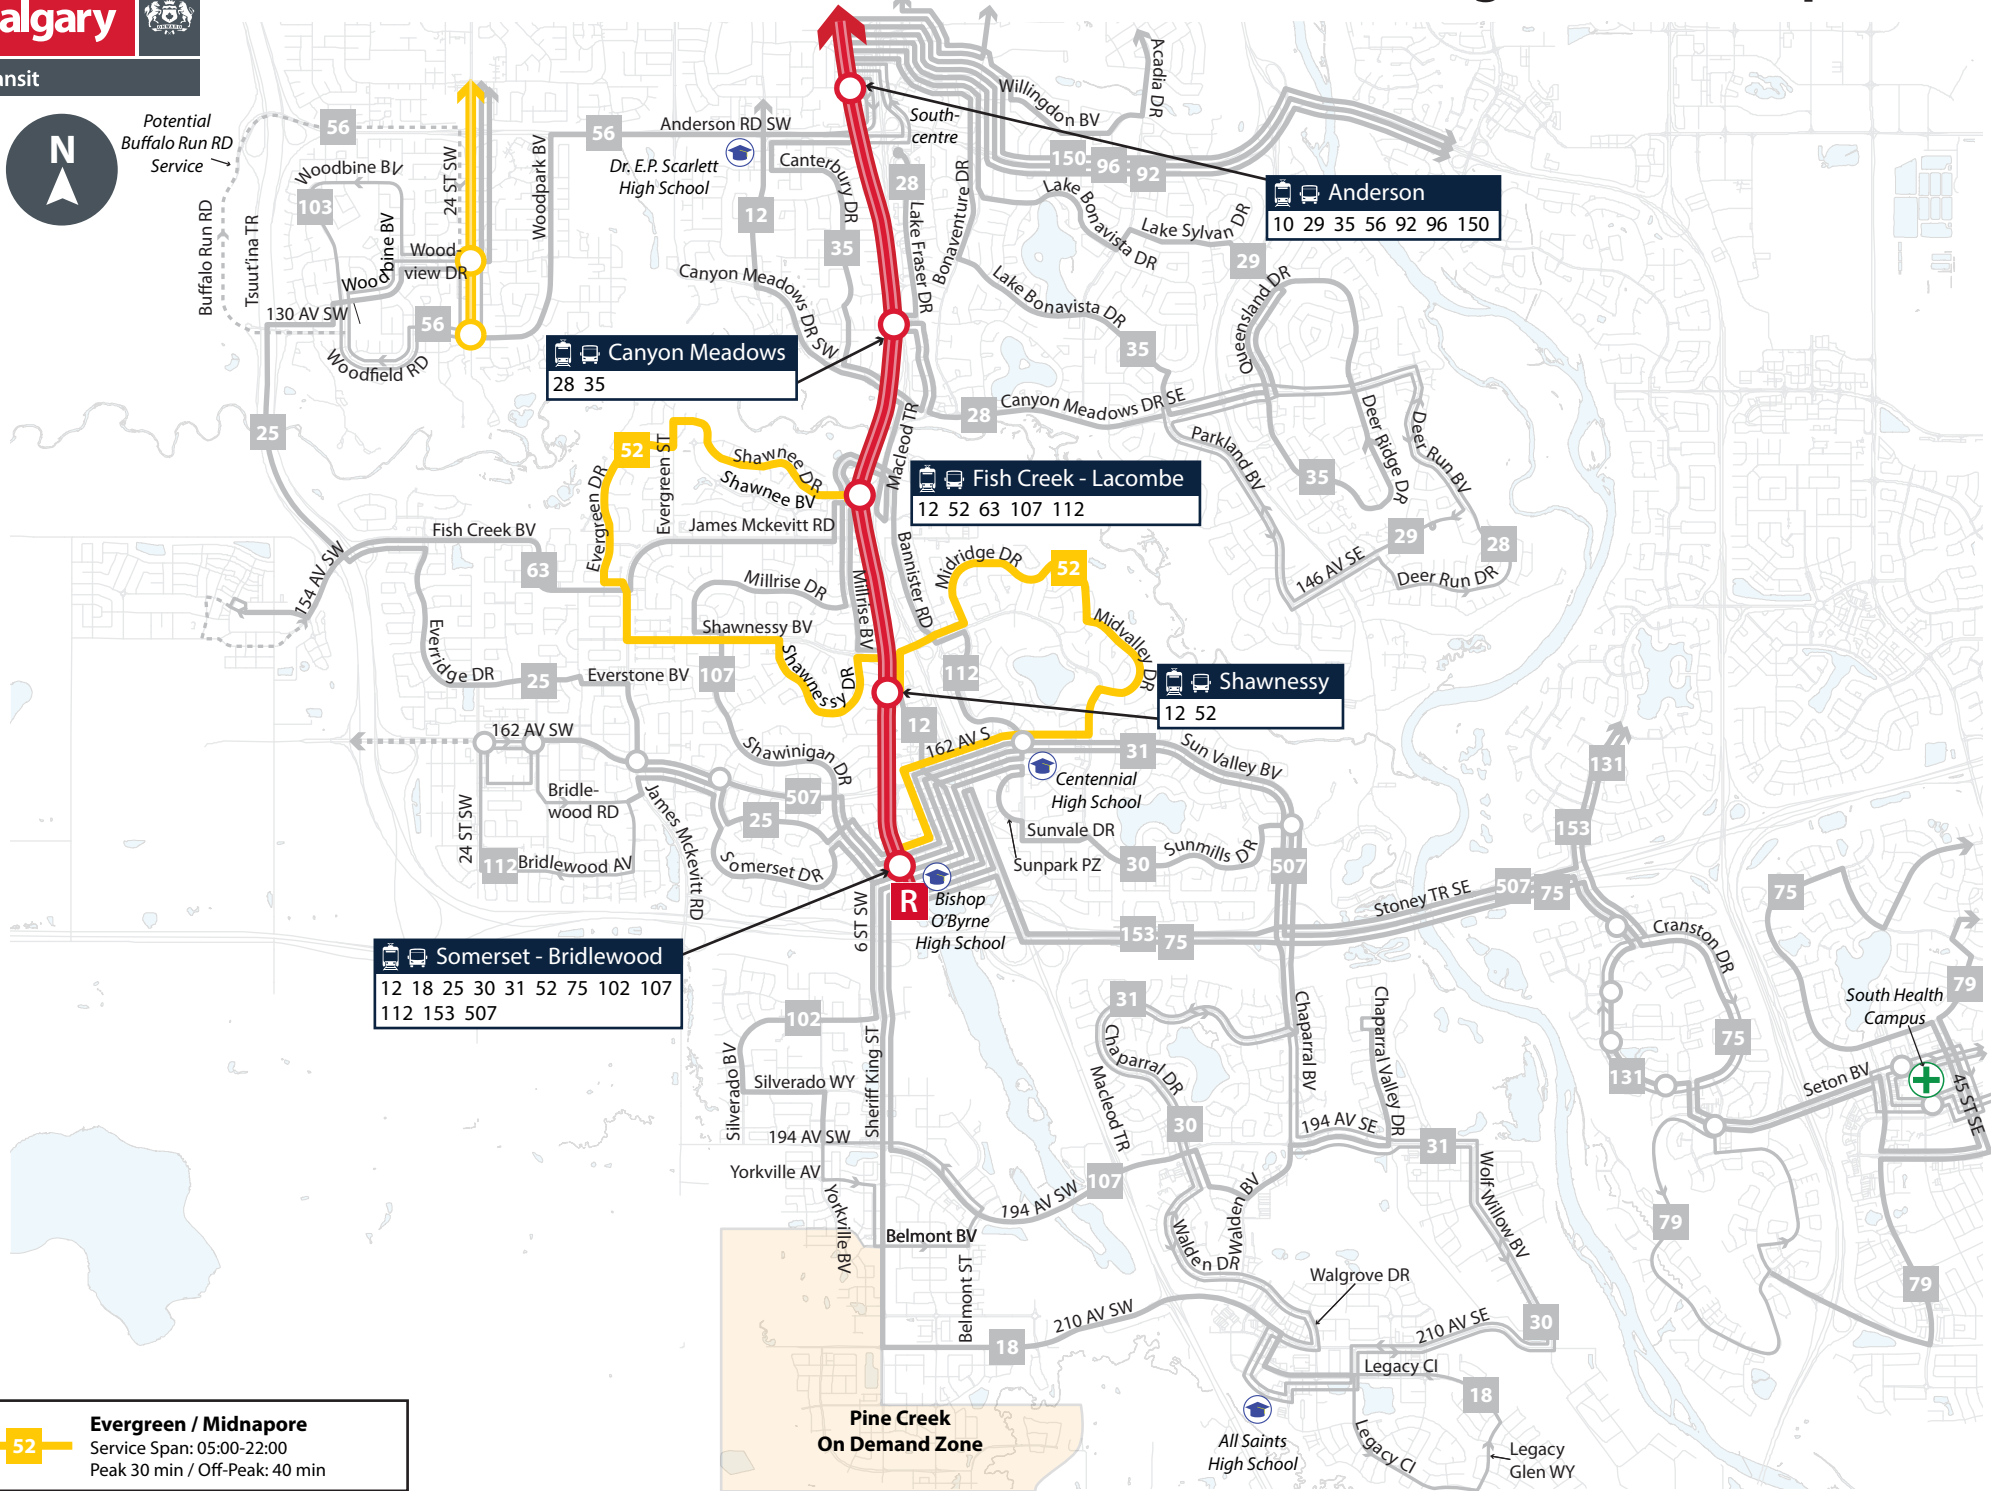 algary
ansit
N
Potential
Buffalo Run RD
Service
56
Woodbine BV
103
24 ST SW
Woodpark BV
56
Anderson RD SW
Dr. E.P. Scarlett
High School
Canterbury DR
South-
centre
Willingdon BV
Acadia DR
150
96
92
28
12
35
Lake Fraser DR
Bonaventure DR
Lake Bonavista DR
Lake Sylvan DR
29
Anderson
10 29 35 56 92 96 150
Buffalo Run RD
Tsuut'ina TR
Woodbine BV
Wood-
view DR
130 AV SW
56
Woodfield RD
Canyon Meadows DR SW
Lake Bonavista DR
35
Queensland DR
Canyon Meadows
28 35
25
28
Canyon Meadows DR SE
Macleod TR
Parkland BV
35
Deer Ridge DR
Deer Run BV
52
Evergreen DR
Evergreen ST
Shawnee DR
Shawnee BV
James Mckevitt RD
Fish Creek - Lacombe
12 52 63 107 112
29
28
146 AV SE
Deer Run DR
Fish Creek BV
63
154 AV SW
Millrise DR
Millrise BV
Bannister RD
Midridge DR
52
Midvalley DR
Shawnessy BV
Shawnessy DR
Everridge DR
25
Everstone BV
107
112
Shawnessy
12 52
12
162 AV SW
162 AV S
31
Sun Valley BV
Shawinigan DR
Centennial
High School
131
24 ST SW
Bridle-
wood RD
507
25
James Mckevitt RD
Sunvale DR
Sunpark PZ
30
Sunmills DR
507
153
112
Bridlewood AV
Somerset DR
R
Bishop
O'Byrne
High School
6 ST SW
Stoney TR SE
507
75
75
Cranston DR
153
75
Somerset - Bridlewood
12 18 25 30 31 52 75 102 107
112 153 507
79
South Health
Campus
102
31
Chaparral DR
Chaparral BV
Chaparral Valley DR
75
131
Silverado BV
Silverado WY
Sheriff King ST
Macleod TR
30
Seton BV
45 ST SE
194 AV SW
194 AV SE
31
Yorkville AV
Yorkville BV
107
194 AV SW
Walden BV
Walden DR
Wolf Willow BV
79
Belmont BV
Belmont ST
Walgrove DR
79
18
210 AV SW
210 AV SE
30
Legacy CI
18
Legacy CI
All Saints
High School
Legacy
Glen WY
Pine Creek
On Demand Zone
52
Evergreen / Midnapore
Service Span: 05:00-22:00
Peak 30 min / Off-Peak: 40 min